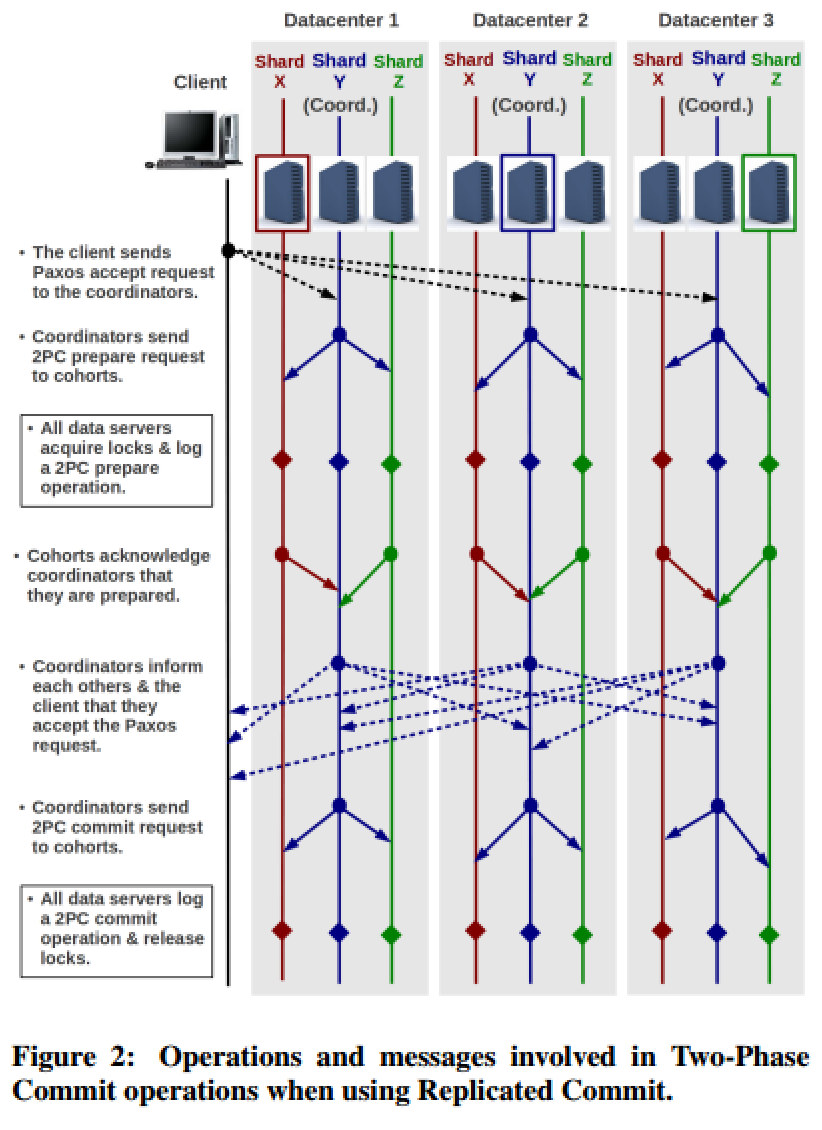 Datacenter 1 Datacenter 2 Datacenter 3
Client
Shard X Shard Y (Coord.) Shard Z
Shard X Shard Y (Coord.) Shard Z
Shard X Shard Y (Coord.) Shard Z
• The client sends
Paxos accept request
to the coordinators.
• Coordinators send
2PC prepare request
to cohorts.
• All data servers
acquire locks & log
a 2PC prepare
operation.
• Cohorts acknowledge
coordinators that
they are prepared.
• Coordinators inform
each others & the
client that they
accept the Paxos
request.
• Coordinators send
2PC commit request
to cohorts.
• All data servers log
a 2PC commit
operation & release
locks.
Figure 2: Operations and messages involved in Two-Phase
Commit operations when using Replicated Commit.